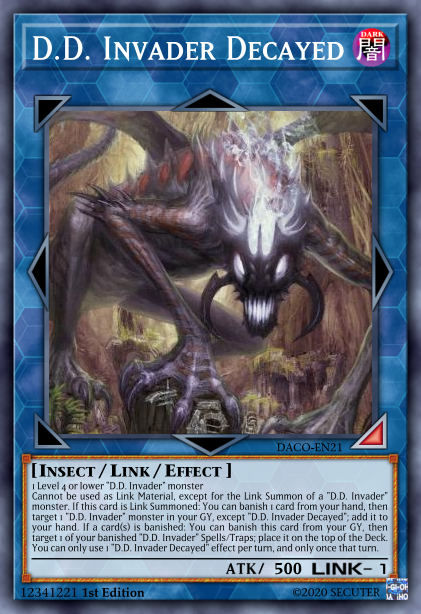 D.D. Invader Decayed
DARK
闇
DACO-EN21
[Insect / Link / Effect ]
1 Level 4 or lower "D.D. Invader" monster
Cannot be used as Link Material, except for the Link Summon of a "D.D. Invader"
monster. If this card is Link Summoned: You can banish 1 card from your hand, then
target 1 "D.D. Invader" monster in your GY, except "D.D. Invader Decayed"; add it to
your hand. If a card(s) is banished: You can banish this card from your GY, then
target 1 of your banished "D.D. Invader" Spells/Traps; place it on the top of the Deck.
You can only use 1 "D.D. Invader Decayed" effect per turn, and only once that turn.
ATK/ 500 LINK- 1
12341221 1st Edition ©2020 SECUTER